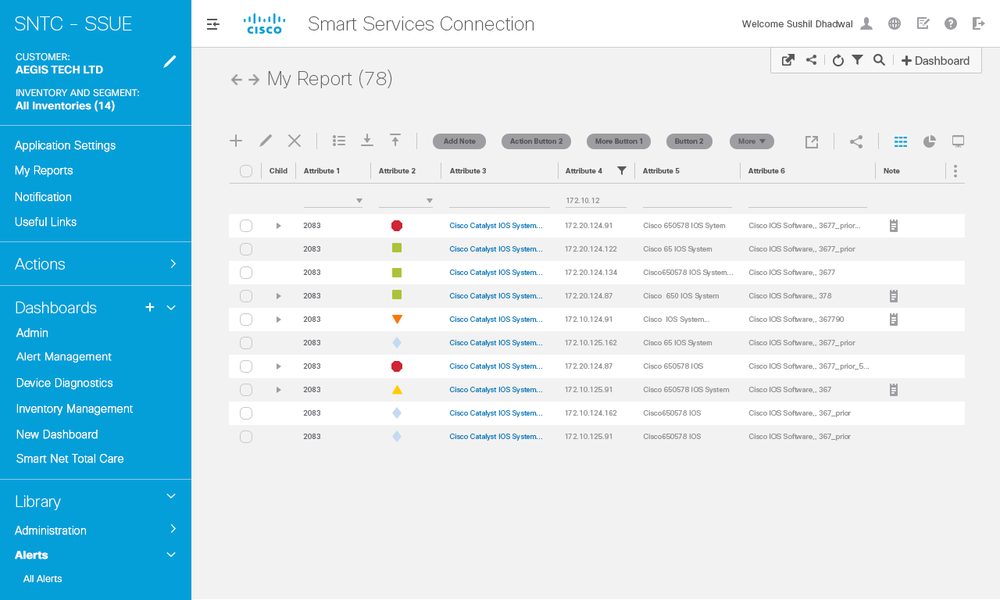 SNTC – SSUE
CUSTOMER:
AEGIS TECH LTD
INVENTORY AND SEGMENT:
All Inventories (14)
Application Settings
My Reports
Notification
Useful Links
Actions
Dashboards
Admin
Alert Management
Device Diagnostics
Inventory Management
New Dashboard
Smart Net Total Care
Library
Administration
Alerts
All Alerts
CISCO
Smart Services Connection
Welcome Sushil Dhadwal
Dashboard
My Report (78)
Add Note Action Button 2 More Button 1 Button 2 More
Child Attribute 1 Attribute 2 Attribute 3 Attribute 4 Attribute 5 Attribute 6 Note
172.10.12
2083 Cisco Catalyst IOS System... 172.20.124.91 Cisco 650578 IOS Sytem Cisco IOS Software,, 3677_prior...
2083 Cisco Catalyst IOS System... 172.20.124.122 Cisco 65 IOS System Cisco IOS Software,, 3677_prior
2083 Cisco Catalyst IOS System... 172.20.124.134 Cisco650578 IOS System... Cisco IOS Software,, 3677
2083 Cisco Catalyst IOS System... 172.20.124.87 Cisco 650 IOS System Cisco IOS Software,, 378
2083 Cisco Catalyst IOS System... 172.10.124.91 Cisco IOS System... Cisco IOS Software,, 367790
2083 Cisco Catalyst IOS System... 172.10.125.162 Cisco 65 IOS System Cisco IOS Software,, 3677_prior
2083 Cisco Catalyst IOS System... 172.20.124.87 Cisco 650578 IOS Cisco IOS Software,, 3677_prior_5...
2083 Cisco Catalyst IOS System... 172.10.125.91 Cisco 650578 IOS System Cisco IOS Software,, 367
2083 Cisco Catalyst IOS System... 172.10.124.162 Cisco650578 IOS Cisco IOS Software,, 367_prior
2083 Cisco Catalyst IOS System... 172.10.125.91 Cisco650578 IOS Cisco IOS Software,, 367_prior